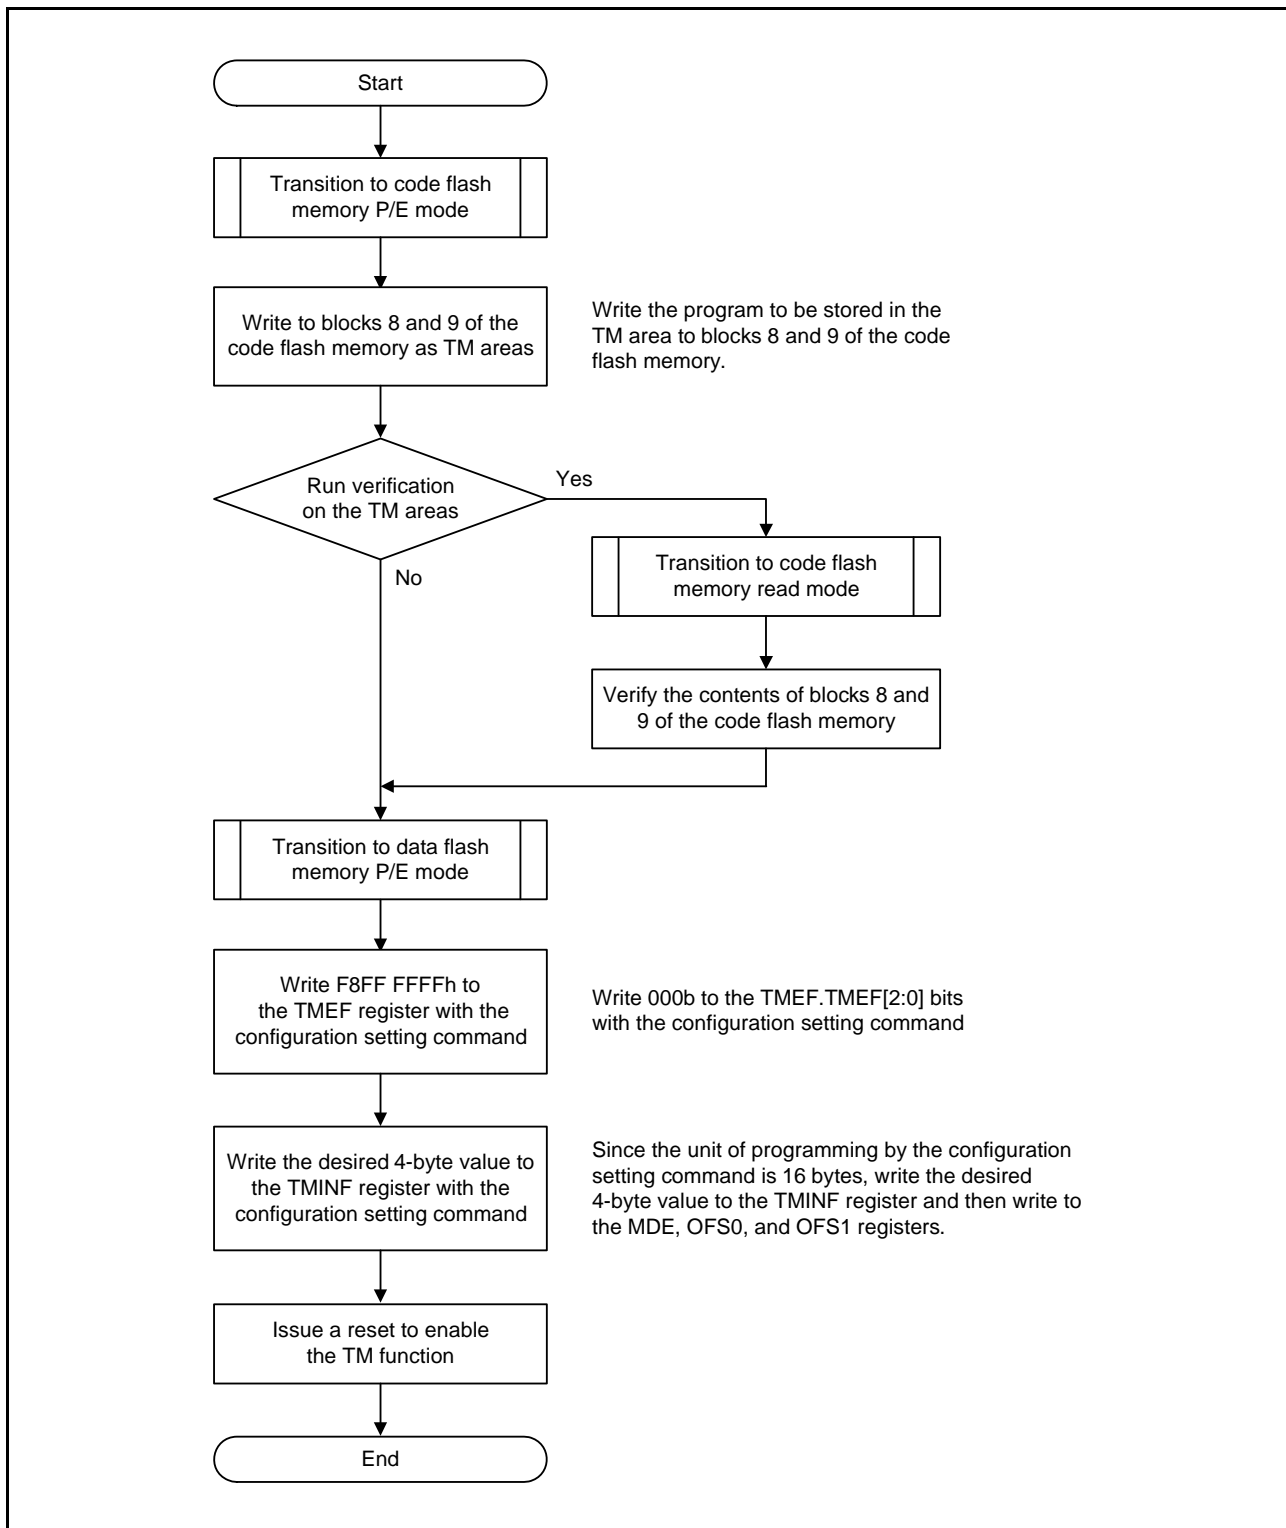 Start
Transition to code flash
memory P/E mode
Write to blocks 8 and 9 of the
code flash memory as TM areas
Write the program to be stored in the
TM area to blocks 8 and 9 of the code
flash memory.
Run verification
on the TM areas
Yes
No
Transition to code flash
memory read mode
Verify the contents of blocks 8 and
9 of the code flash memory
Transition to data flash
memory P/E mode
Write F8FF FFFFh to
the TMEF register with the
configuration setting command
Write 000b to the TMEF.TMEF[2:0] bits
with the configuration setting command
Write the desired 4-byte value to
the TMINF register with the
configuration setting command
Since the unit of programming by the configuration
setting command is 16 bytes, write the desired
4-byte value to the TMINF register and then write to
the MDE, OFS0, and OFS1 registers.
Issue a reset to enable
the TM function
End